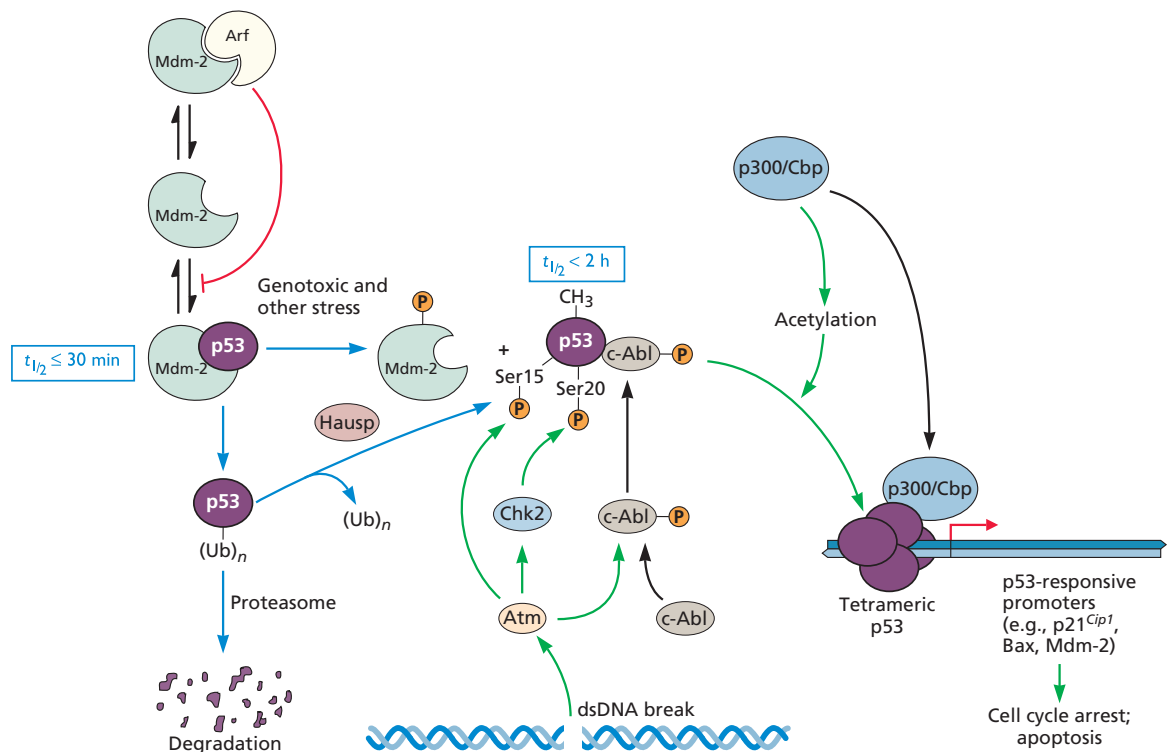 Arf
Mdm-2
Mdm-2
p300/Cbp
t1/2 < 2 h
Genotoxic and
other stress
CH3
P
Acetylation
p53
Mdm-2
t1/2 ≤ 30 min
Mdm-2
+
p53
c-Abl
P
Ser15
P
Ser20
P
Hausp
p53
(Ub)n
(Ub)n
Chk2
c-Abl
P
p300/Cbp
Proteasome
Atm
c-Abl
Tetrameric
p53
p53-responsive
promoters
(e.g., p21Cip1,
Bax, Mdm-2)
dsDNA break
Degradation
Cell cycle arrest;
apoptosis